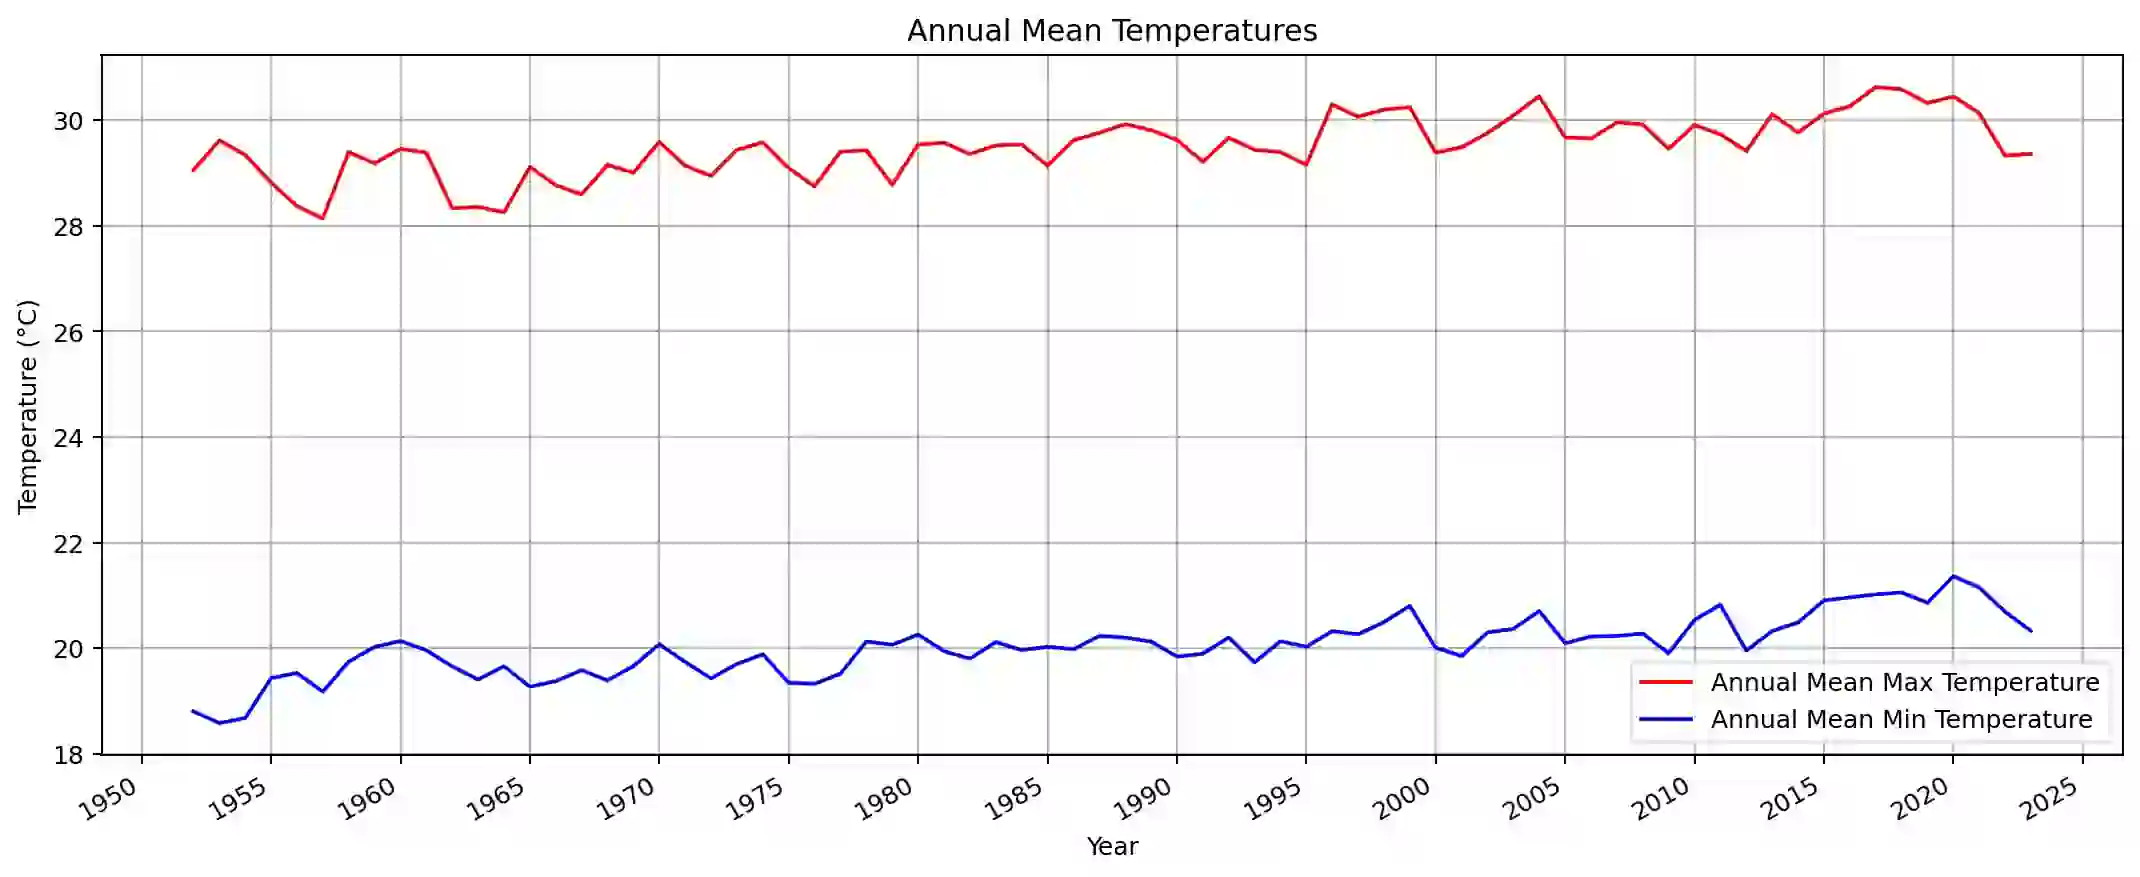 Annual Mean Temperatures
Temperature (°C)
30
28
26
24
22
20
18
Annual Mean Max Temperature
Annual Mean Min Temperature
1950 1955 1960 1965 1970 1975 1980 1985 1990 1995 2000 2005 2010 2015 2020 2025
Year